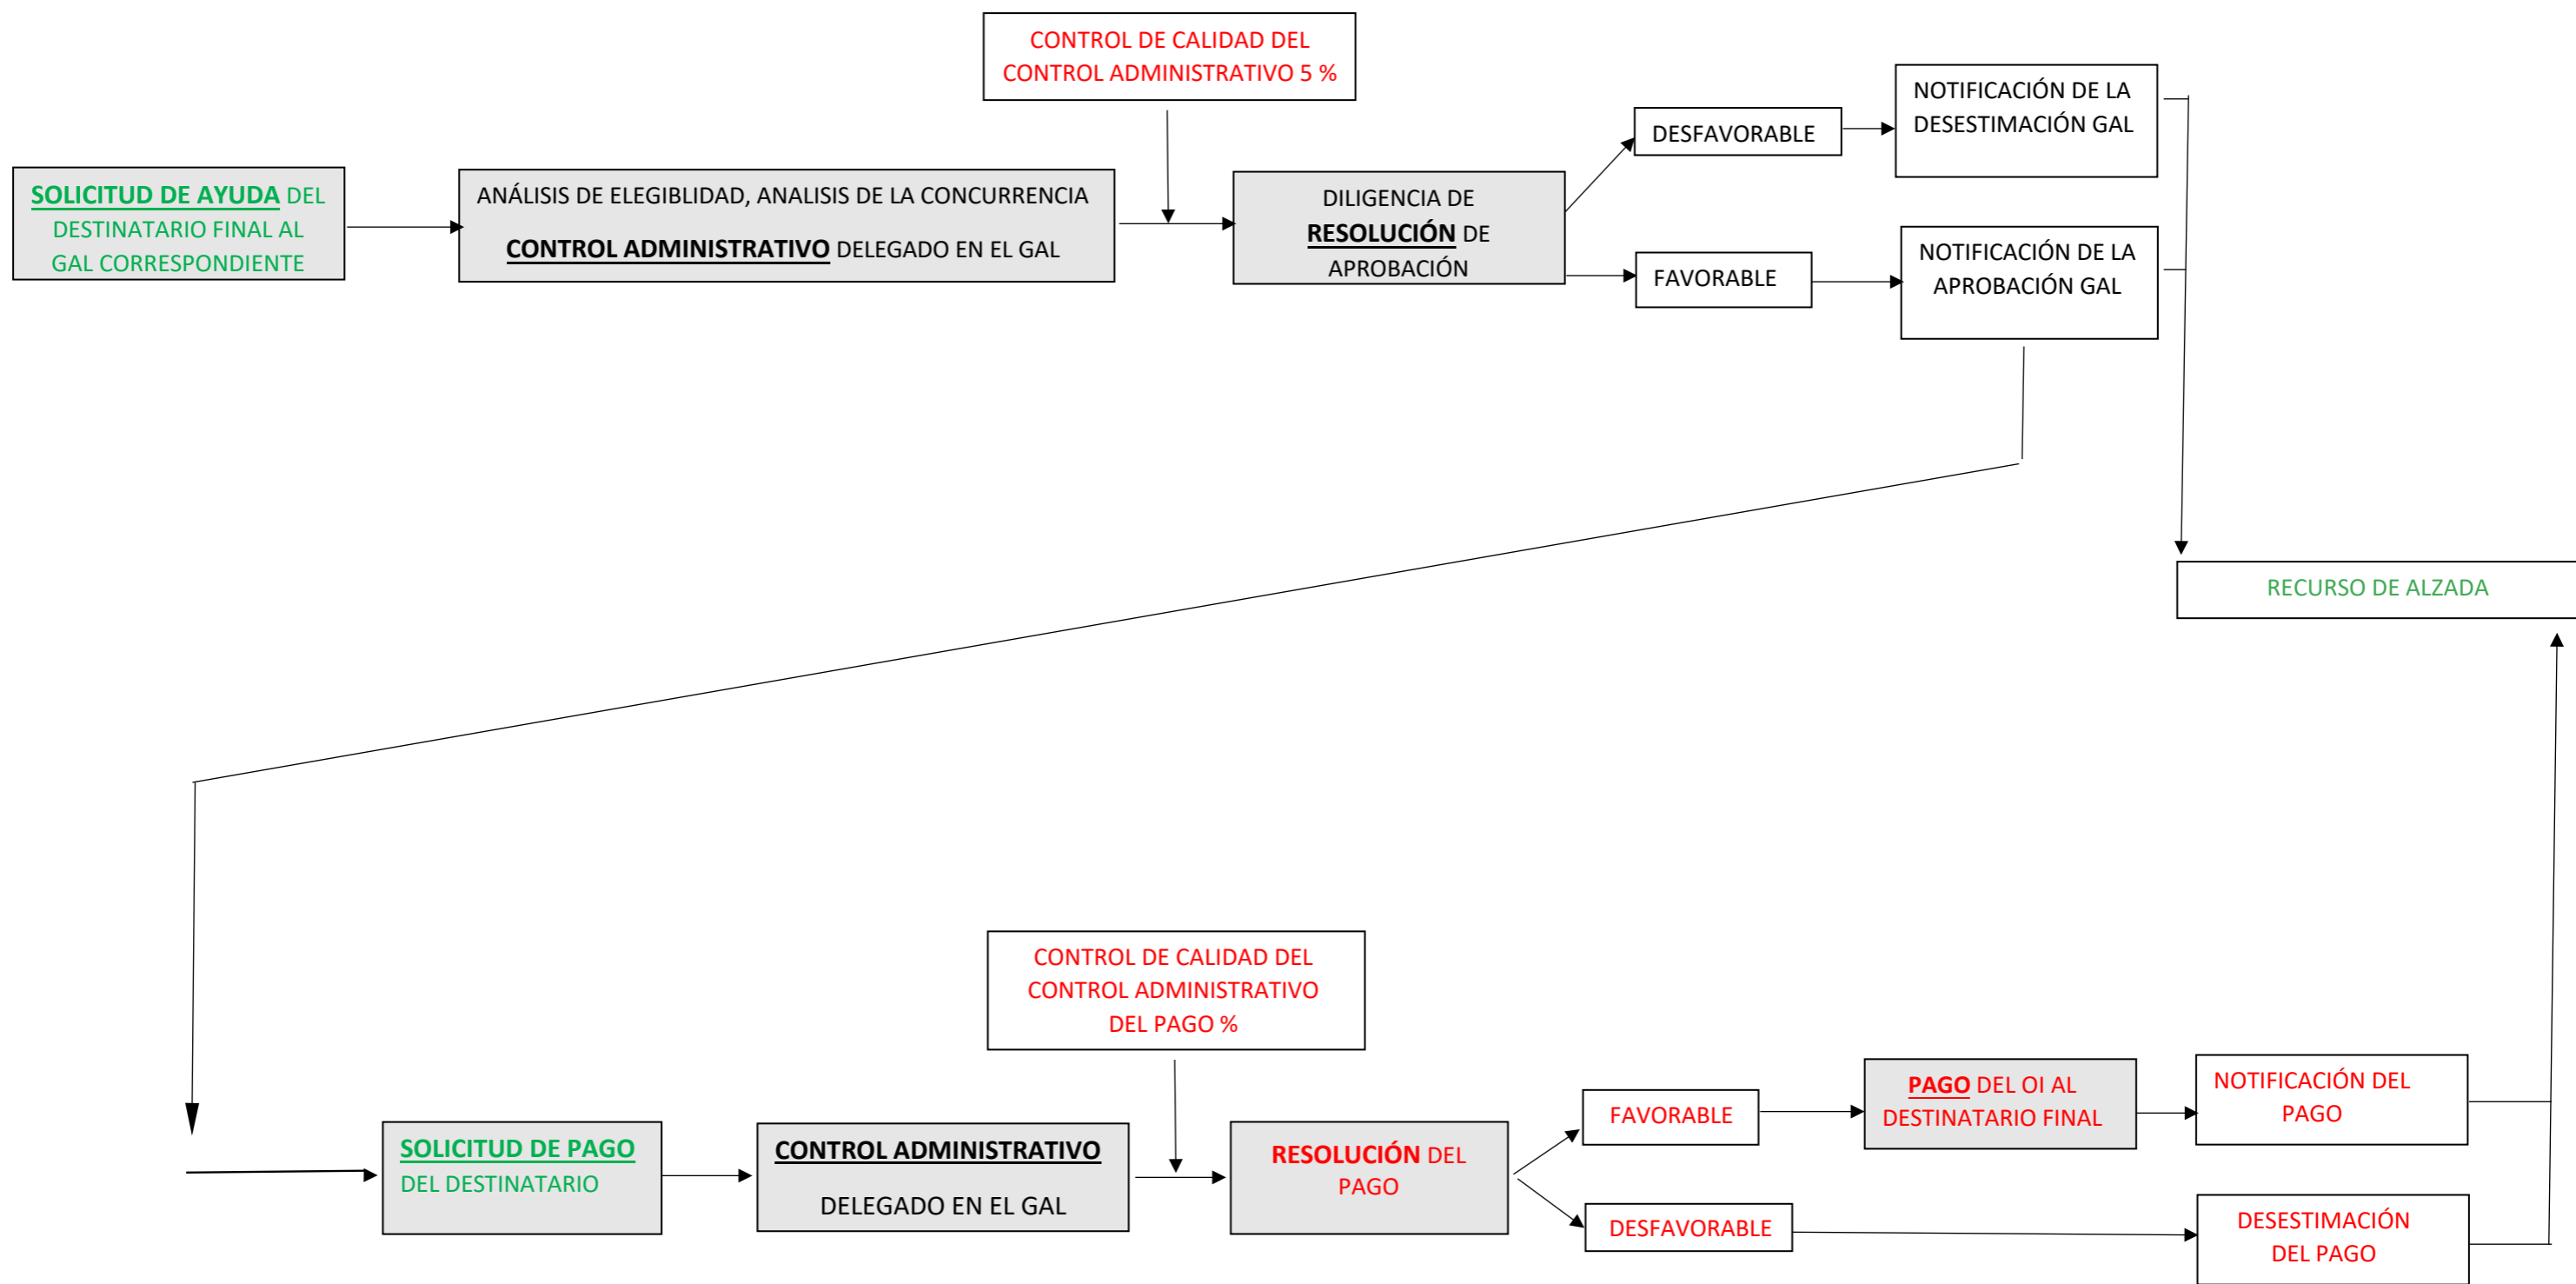 CONTROL DE CALIDAD DEL
CONTROL ADMINISTRATIVO 5 %
SOLICITUD DE AYUDA DEL
DESTINATARIO FINAL AL
GAL CORRESPONDIENTE
ANÁLISIS DE ELEGIBLIDAD, ANALISIS DE LA CONCURRENCIA
CONTROL ADMINISTRATIVO DELEGADO EN EL GAL
DILIGENCIA DE
RESOLUCIÓN DE
APROBACIÓN
DESFAVORABLE
NOTIFICACIÓN DE LA
DESESTIMACIÓN GAL
FAVORABLE
NOTIFICACIÓN DE LA
APROBACIÓN GAL
RECURSO DE ALZADA
CONTROL DE CALIDAD DEL
CONTROL ADMINISTRATIVO
DEL PAGO %
SOLICITUD DE PAGO
DEL DESTINATARIO
CONTROL ADMINISTRATIVO
DELEGADO EN EL GAL
RESOLUCIÓN DEL
PAGO
FAVORABLE
PAGO DEL OI AL
DESTINATARIO FINAL
NOTIFICACIÓN DEL
PAGO
DESFAVORABLE
DESESTIMACIÓN
DEL PAGO